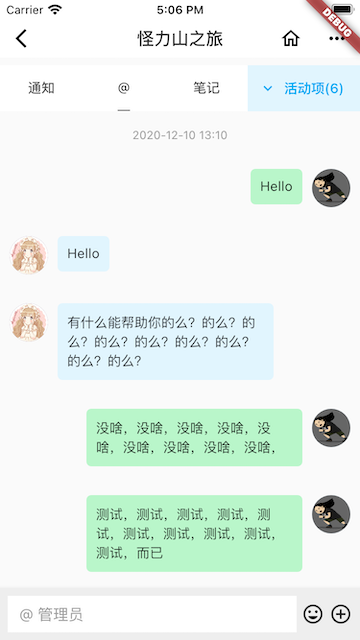 Carrier 5:06 PM
DEBUG
怪力山之旅
通知 @ 笔记 活动项(6)
2020-12-10 13:10
Hello
Hello
有什么能帮助你的么？的么？的
么？的么？的么？的么？的么？
的么？的么？
没啥，没啥，没啥，没啥，没
啥，没啥，没啥，没啥，没啥，
测试，测试，测试，测试，测
试，测试，测试，测试，测试，
测试，而已
@ 管理员